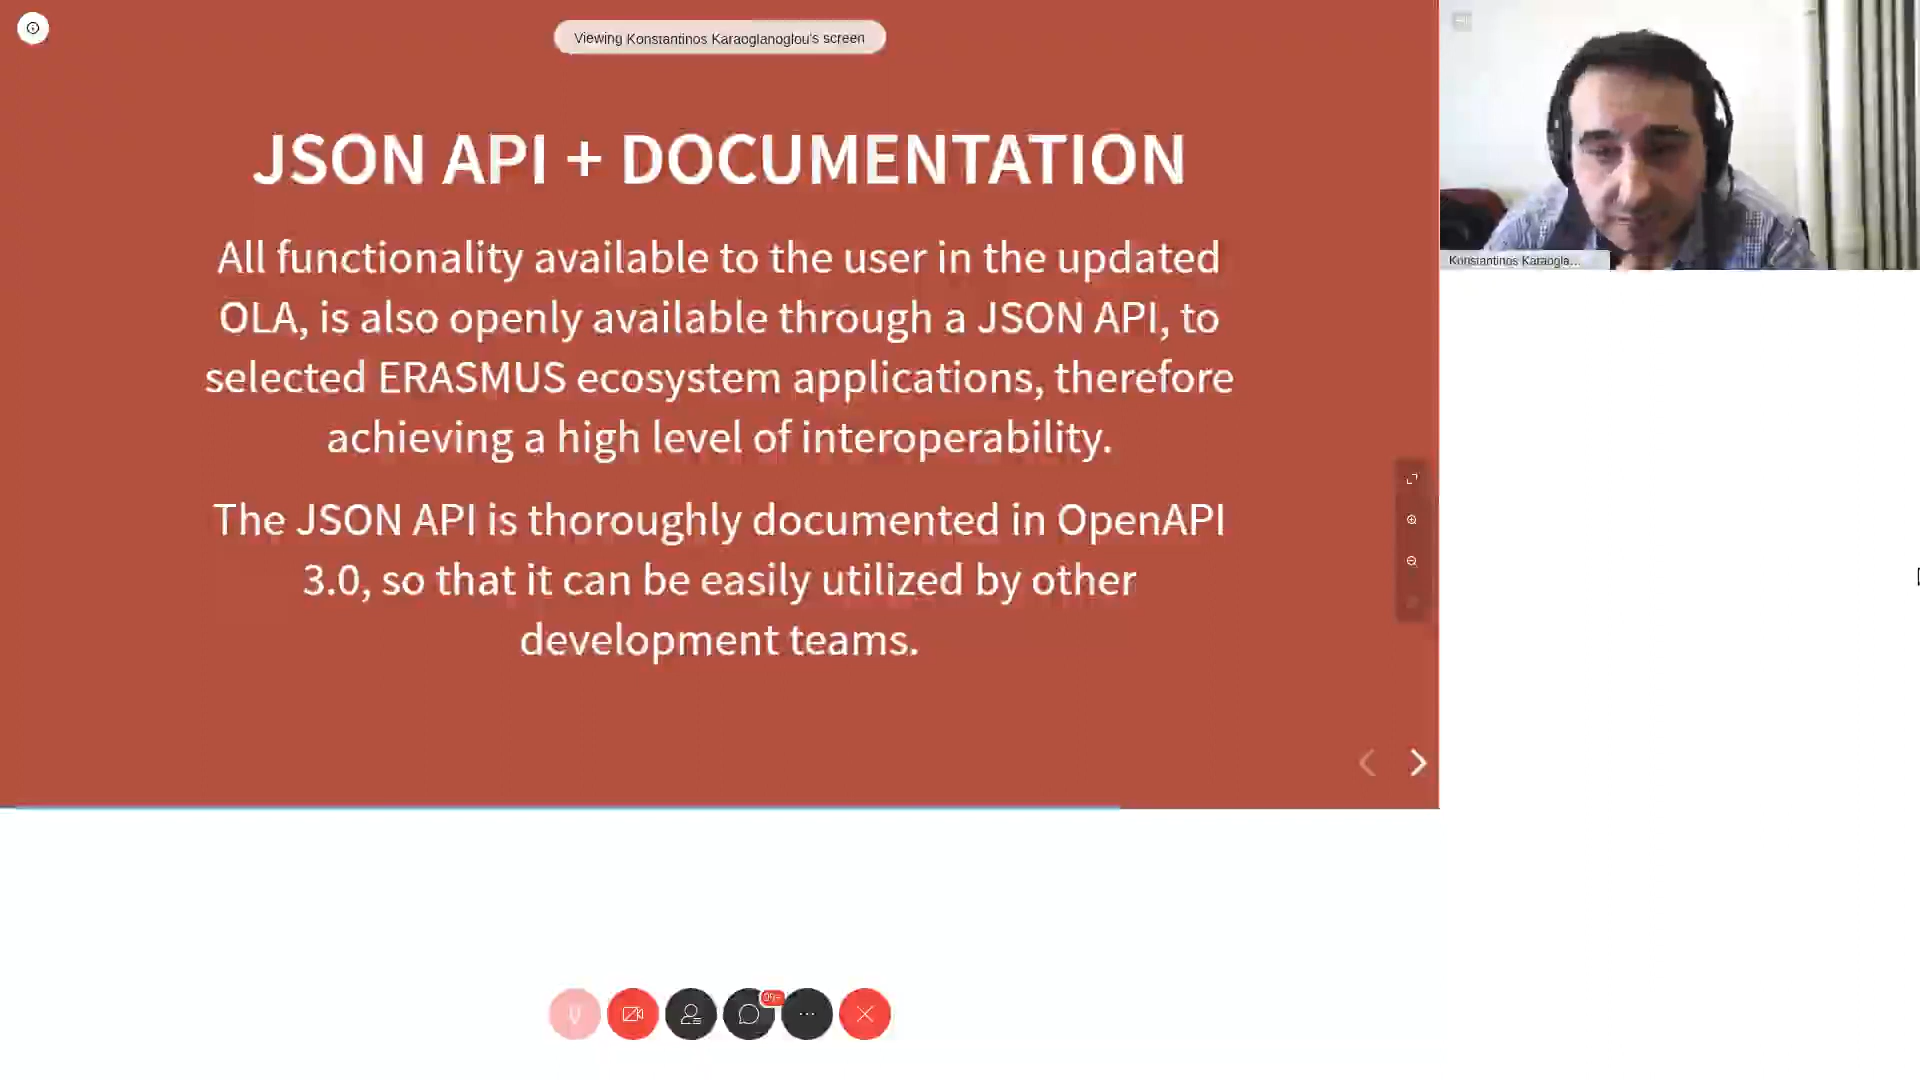 Viewing Konstantinos Karaoglanoglou's screen
JSON API + DOCUMENTATION
All functionality available to the user in the updated
OLA, is also openly available through a JSON API, to
selected ERASMUS ecosystem applications, therefore
achieving a high level of interoperability.
The JSON API is thoroughly documented in OpenAPI
3.0, so that it can be easily utilized by other
development teams.
Konstantinos Karaogla...
99+